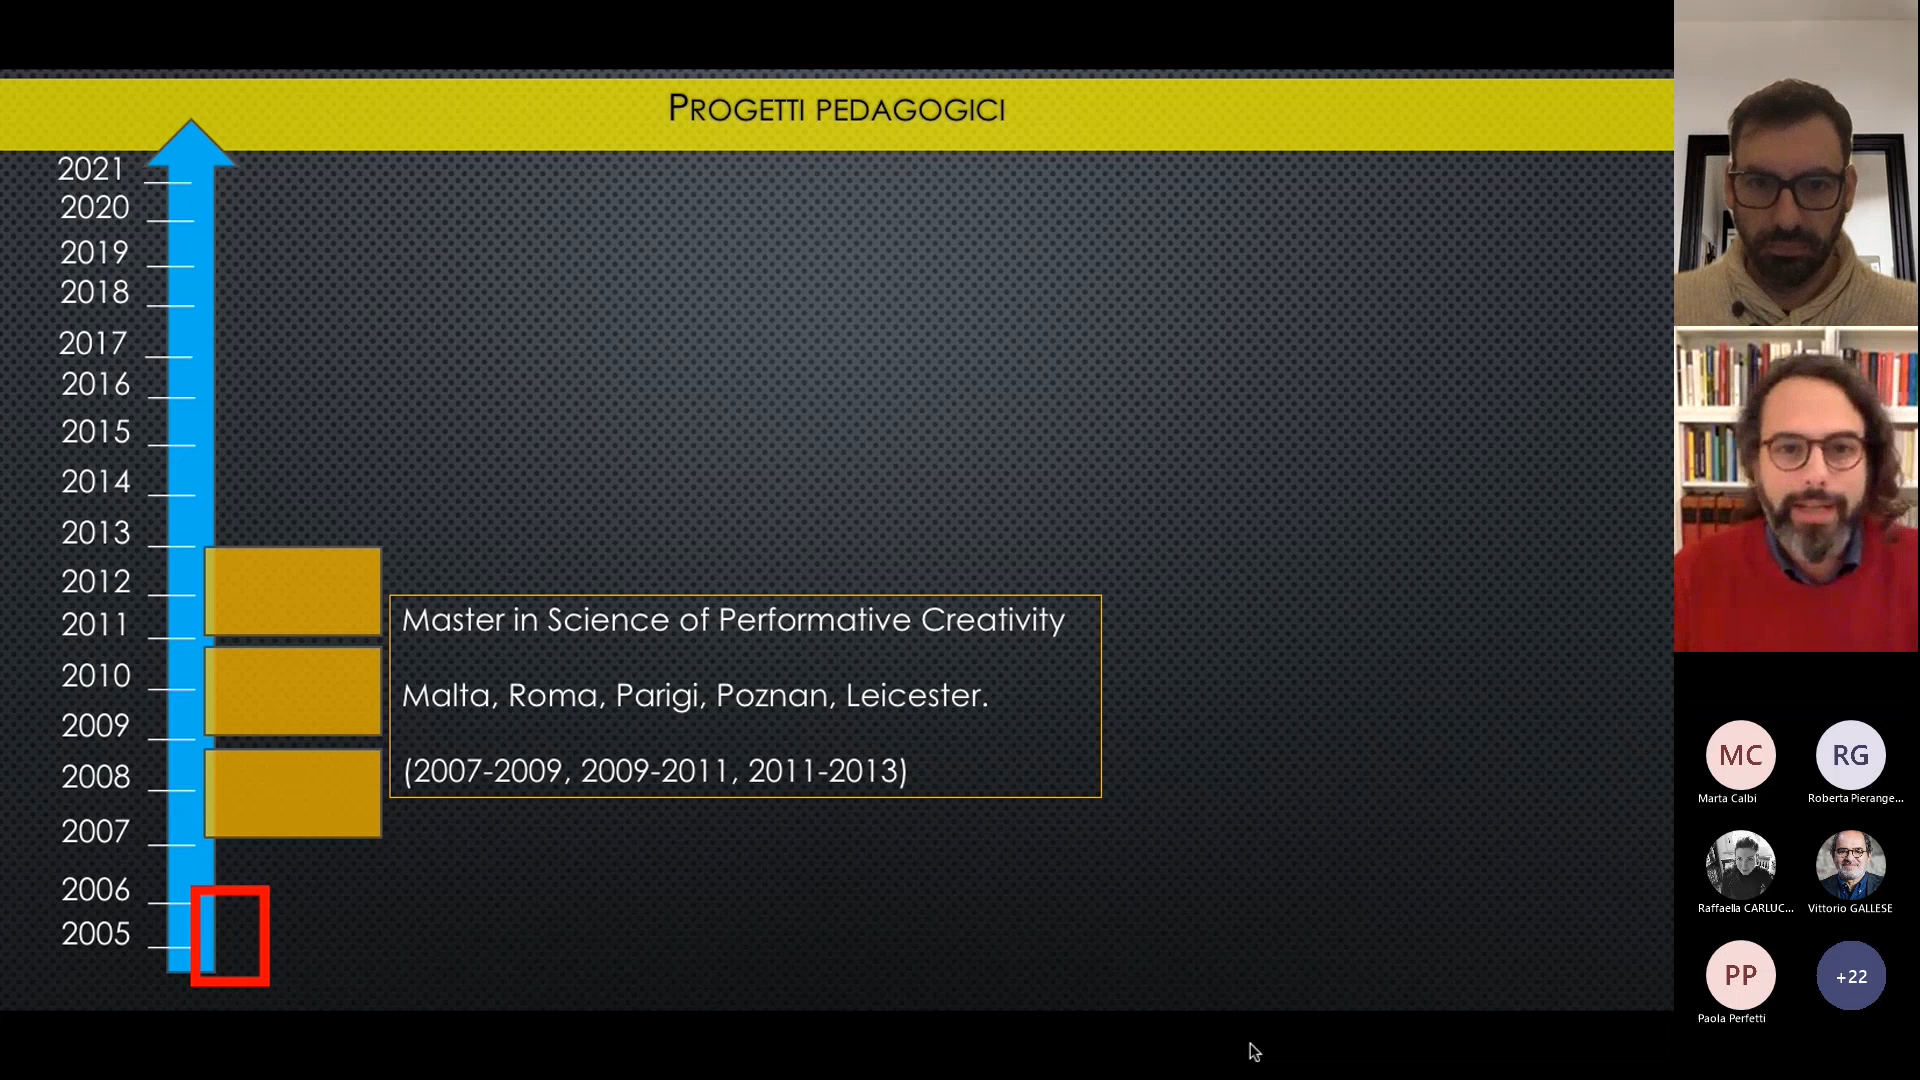 Progetti pedagogici
2021
2020
2019
2018
2017
2016
2015
2014
2013
2012
2011
2010
2009
2008
2007
2006
2005
Master in Science of Performative Creativity
Malta, Roma, Parigi, Poznan, Leicester.
(2007-2009, 2009-2011, 2011-2013)
MC
RG
Marta Calbi
Roberta Pierange...
Raffaella CARLUC...
Vittorio GALLESE
PP
+22
Paola Perfetti